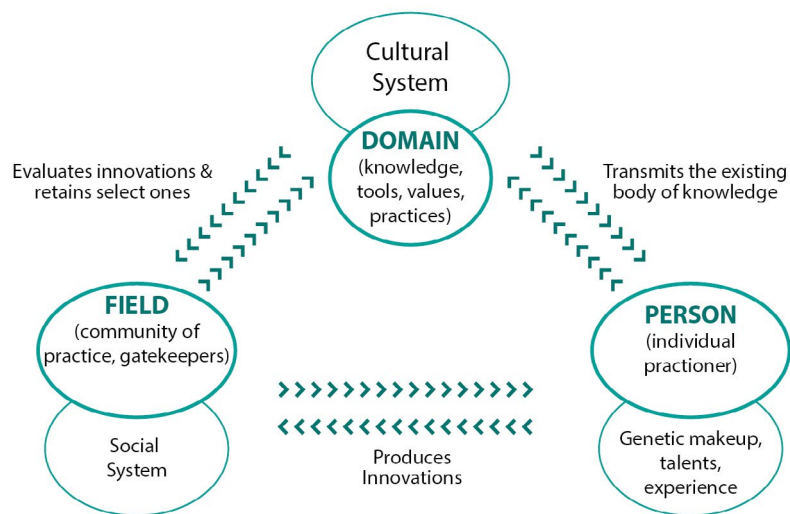 Cultural
System
DOMAIN
(knowledge,
tools, values,
practices)
Evaluates innovations &
retains select ones
Transmits the existing
body of knowledge
FIELD
(community of
practice, gatekeepers)
PERSON
(individual
practioner)
Social
System
Produces
Innovations
Genetic makeup,
talents,
experience